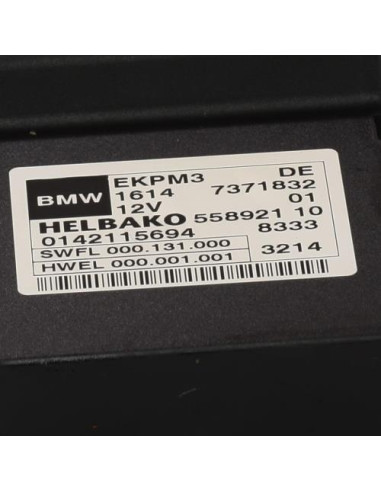 BMW EKPM3 DE
1614 7371832
12V 01
HELBAKO 558921 10
0142115694 8333
SWFL 000.131.000
HWEL 000.001.001 3214